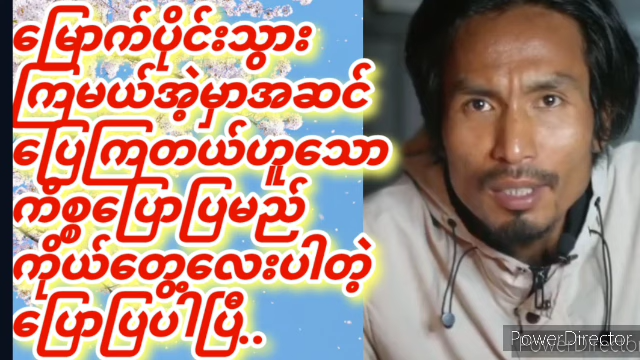 မြောက်ပိုင်းသွား
ကြမယ်အဲ့မှာအဆင်
ပြေကြတယ်ဟူသော
ကိစ္စပြောပြမည်
ကိုယ်တွေ့လေးပါတဲ့
ပြောပြပါပြီ..
PowerDirector
PowerDirector